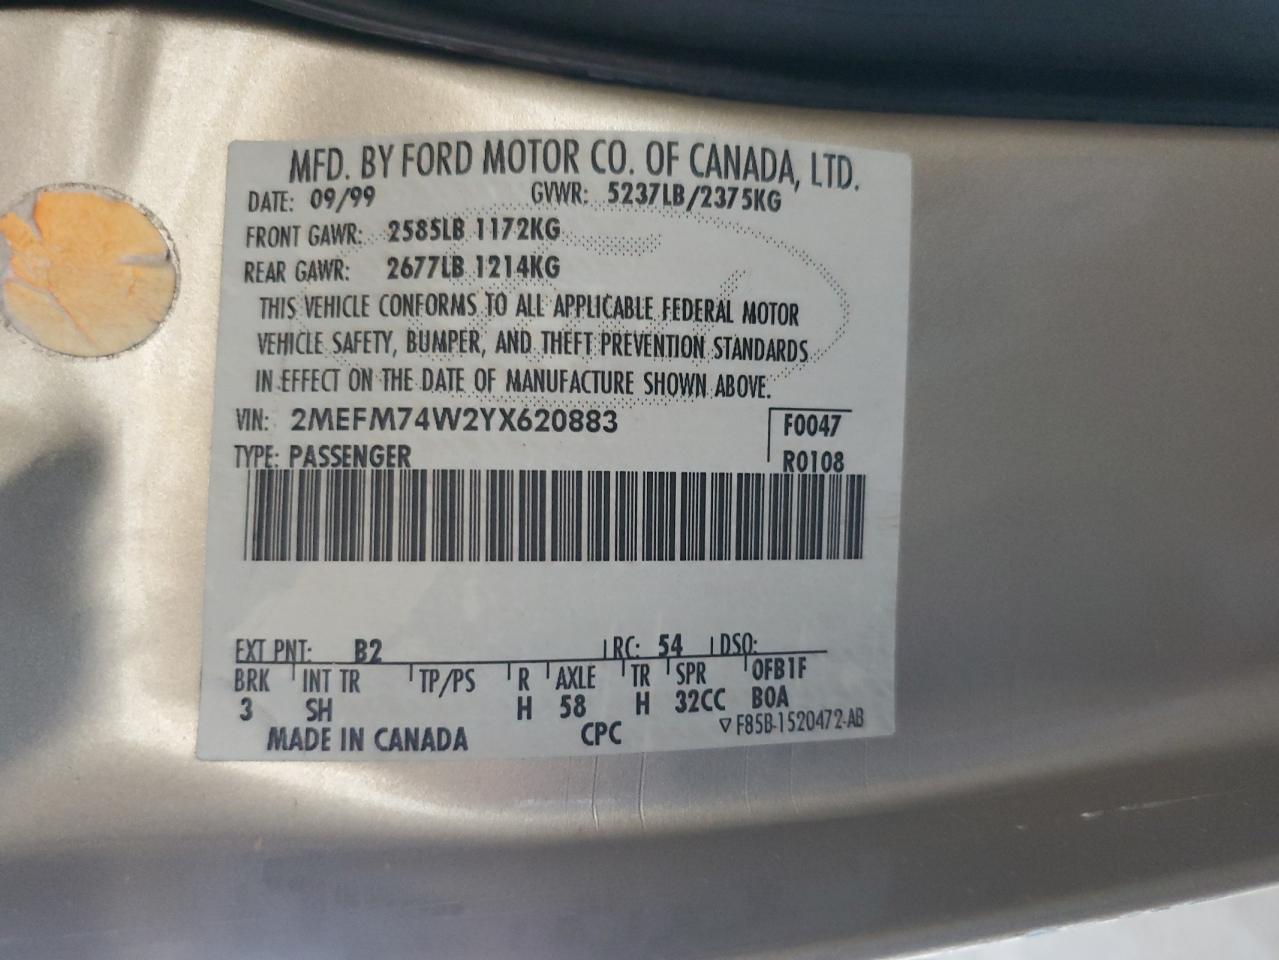 MFD. BY FORD MOTOR CO. OF CANADA, LTD.
DATE: 09/99 GVWR: 5237LB/2375KG
FRONT GAWR: 2585LB 1172KG
REAR GAWR: 2677LB 1214KG
THIS VEHICLE CONFORMS TO ALL APPLICABLE FEDERAL MOTOR
VEHICLE SAFETY, BUMPER, AND THEFT PREVENTION STANDARDS
IN EFFECT ON THE DATE OF MANUFACTURE SHOWN ABOVE.
VIN: 2MEFM74W2YX620883 F0047
TYPE: PASSENGER R0108
EXT PNT: B2 RC: 54 DSO:
BRK INT TR TP/PS R AXLE TR SPR 0FB1F
3 SH H 58 H 32CC B0A
MADE IN CANADA CPC ▽F85B-1520472-AB